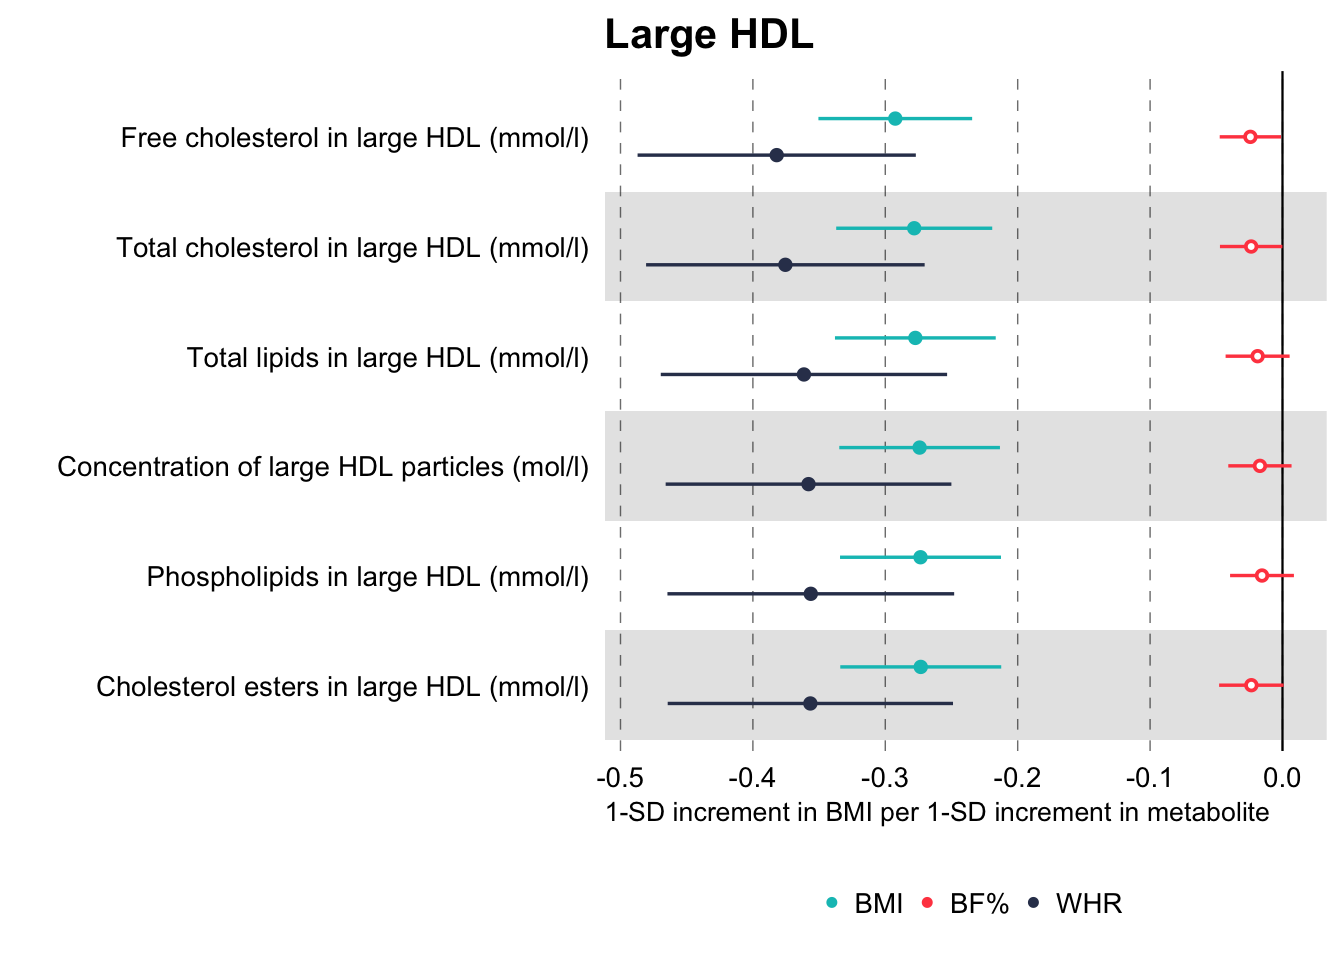 Large HDL
Free cholesterol in large HDL (mmol/l)
Total cholesterol in large HDL (mmol/l)
Total lipids in large HDL (mmol/l)
Concentration of large HDL particles (mol/l)
Phospholipids in large HDL (mmol/l)
Cholesterol esters in large HDL (mmol/l)
-0.5 -0.4 -0.3 -0.2 -0.1 0.0
1-SD increment in BMI per 1-SD increment in metabolite
BMI BF% WHR